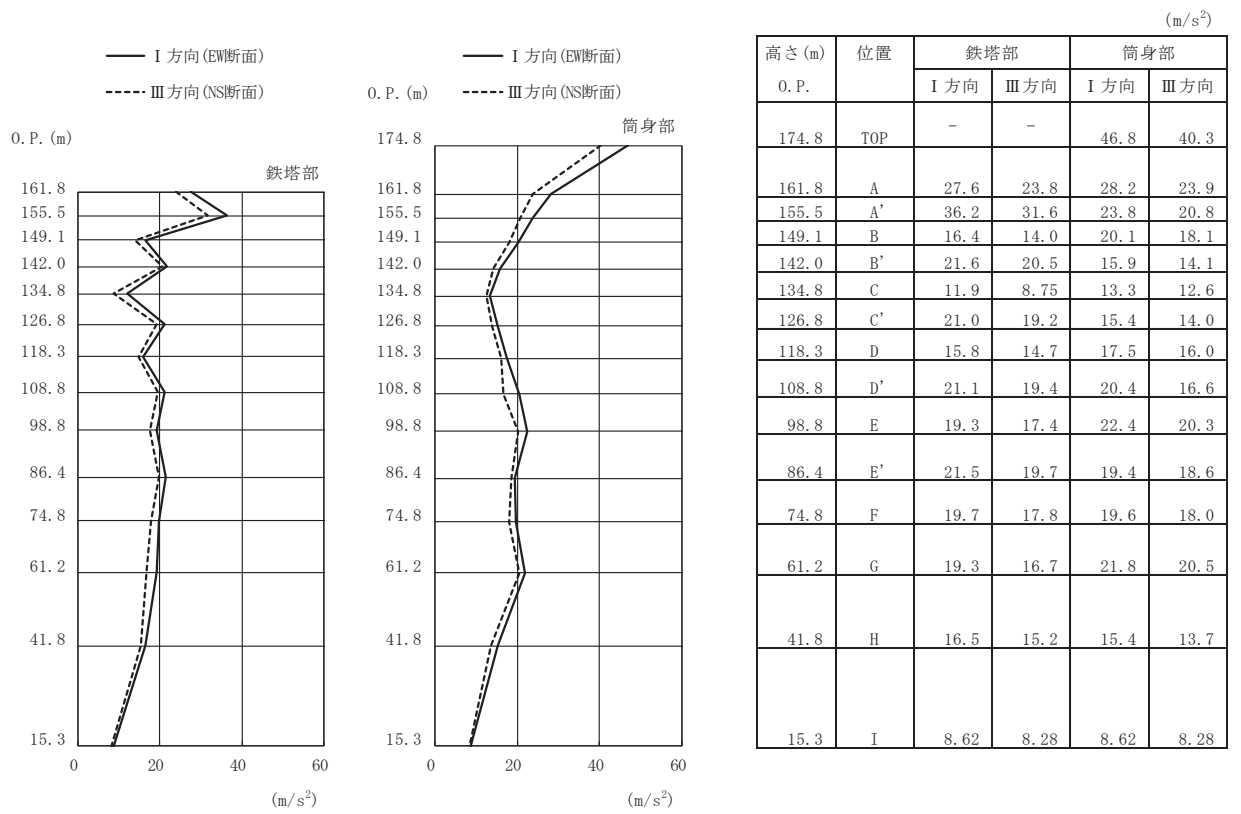 Ⅰ 方向(EW断面)
Ⅲ方向(NS断面)
O.P.(m)
鉄塔部
161.8
155.5
149.1
142.0
134.8
126.8
118.3
108.8
98.8
86.4
74.8
61.2
41.8
15.3
0 20 40 60
(m/s²)
Ⅰ 方向(EW断面)
Ⅲ方向(NS断面)
O.P.(m)
筒身部
174.8
161.8
155.5
149.1
142.0
134.8
126.8
118.3
108.8
98.8
86.4
74.8
61.2
41.8
15.3
0 20 40 60
(m/s²)
(m/s²)
高さ(m) 位置 鉄塔部 筒身部
O.P. Ⅰ 方向 Ⅲ方向 Ⅰ 方向 Ⅲ方向
174.8 TOP － － 46.8 40.3
161.8 A 27.6 23.8 28.2 23.9
155.5 A' 36.2 31.6 23.8 20.8
149.1 B 16.4 14.0 20.1 18.1
142.0 B' 21.6 20.5 15.9 14.1
134.8 C 11.9 8.75 13.3 12.6
126.8 C' 21.0 19.2 15.4 14.0
118.3 D 15.8 14.7 17.5 16.0
108.8 D' 21.1 19.4 20.4 16.6
98.8 E 19.3 17.4 22.4 20.3
86.4 E' 21.5 19.7 19.4 18.6
74.8 F 19.7 17.8 19.6 18.0
61.2 G 19.3 16.7 21.8 20.5
41.8 H 16.5 15.2 15.4 13.7
15.3 I 8.62 8.28 8.62 8.28